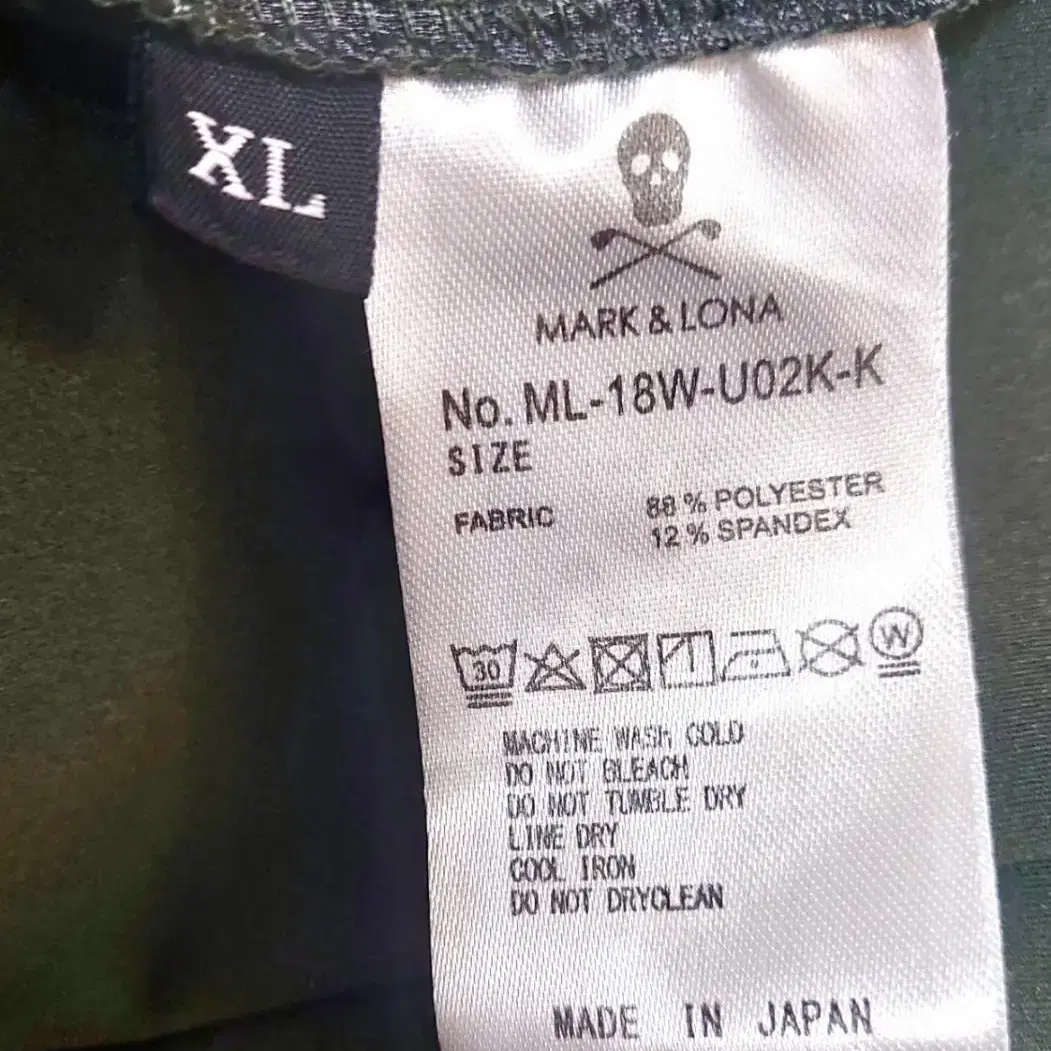 XL
MARK & LONA
No. ML-18W-U02K-K
SIZE
FABRIC 88 % POLYESTER
12 % SPANDEX
30 W
MACHINE WASH COLD
DO NOT BLEACH
DO NOT TUMBLE DRY
LINE DRY
COOL IRON
DO NOT DRYCLEAN
MADE IN JAPAN